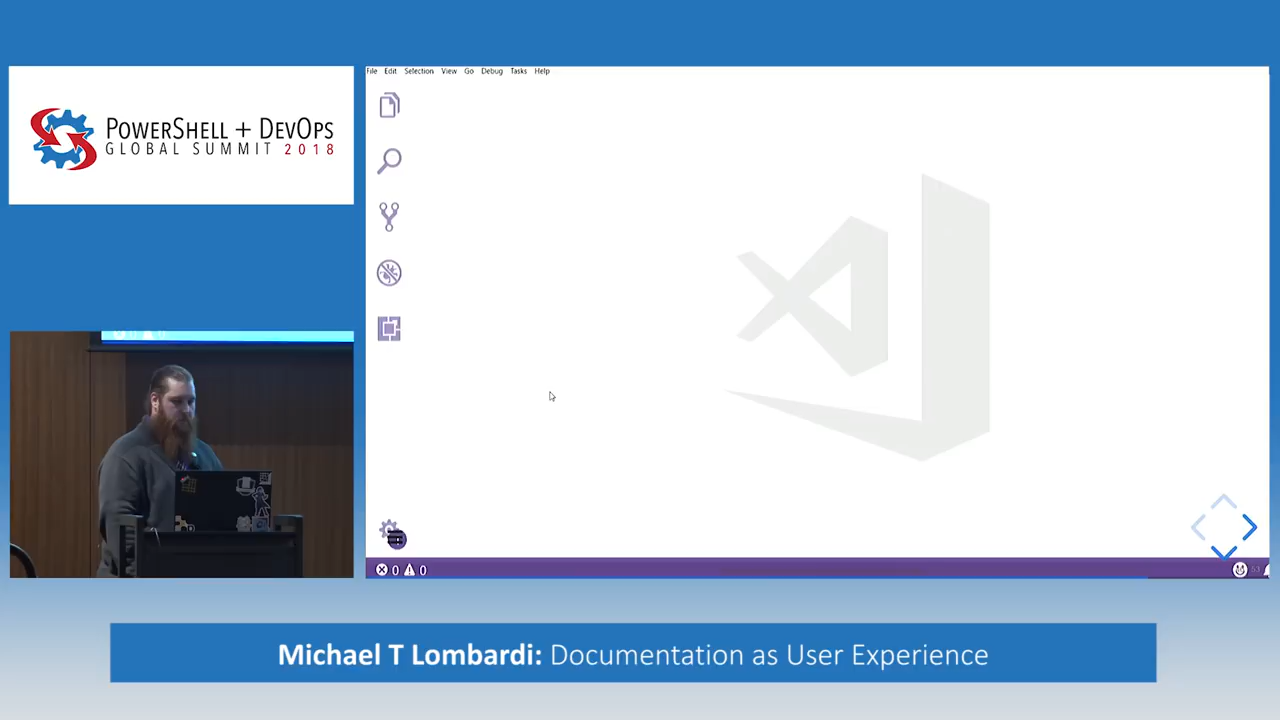 POWERSHELL + DEVOPS
GLOBAL SUMMIT 2018
File Edit Selection View Go Debug Tasks Help
0 0
53
Michael T Lombardi: Documentation as User Experience